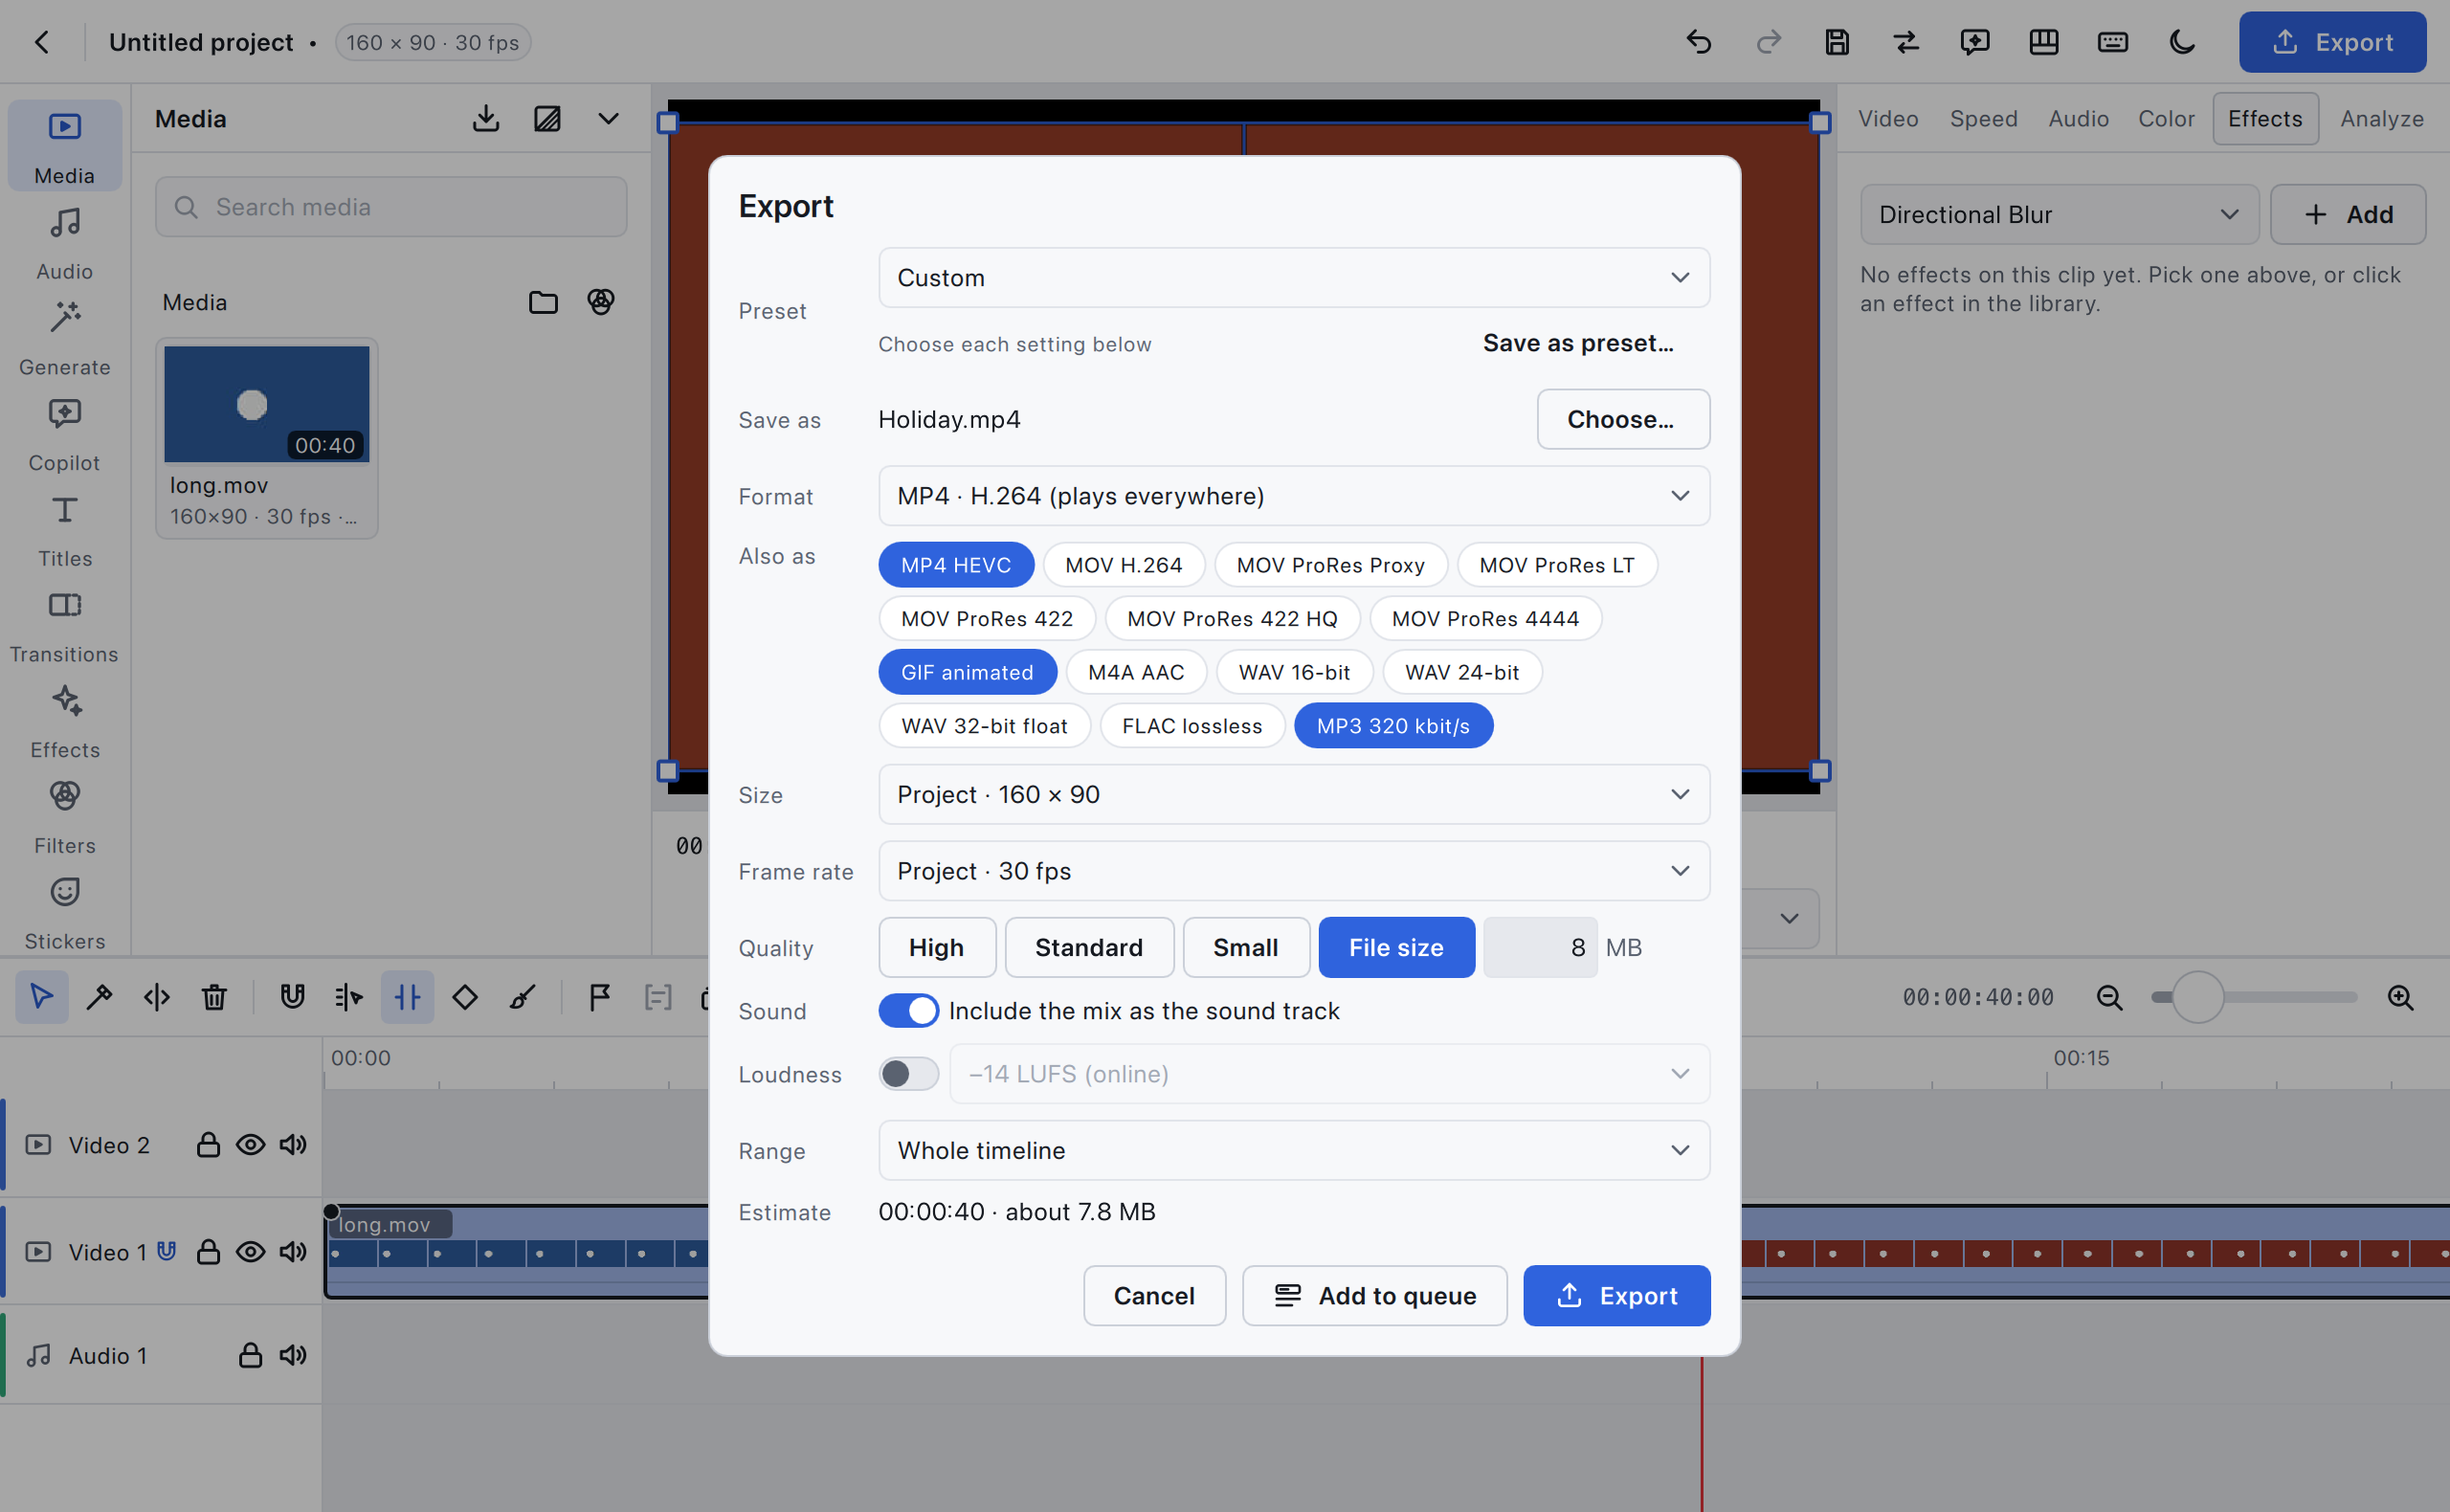 Untitled project • 160 × 90 · 30 fps
Export
Media
Audio
Generate
Copilot
Titles
Transitions
Effects
Filters
Stickers
Media
Search media
Media
00:40
long.mov
160×90 · 30 fps ·…
Video Speed Audio Color Effects Analyze
Directional Blur
Add
No effects on this clip yet. Pick one above, or click
an effect in the library.
Export
Preset
Custom
Choose each setting below
Save as preset…
Save as
Holiday.mp4
Choose…
Format
MP4 · H.264 (plays everywhere)
Also as
MP4 HEVC MOV H.264 MOV ProRes Proxy MOV ProRes LT
MOV ProRes 422 MOV ProRes 422 HQ MOV ProRes 4444
GIF animated M4A AAC WAV 16-bit WAV 24-bit
WAV 32-bit float FLAC lossless MP3 320 kbit/s
Size
Project · 160 × 90
Frame rate
Project · 30 fps
Quality
High Standard Small File size 8 MB
Sound
Include the mix as the sound track
Loudness
−14 LUFS (online)
Range
Whole timeline
Estimate
00:00:40 · about 7.8 MB
Cancel Add to queue Export
00
00:00:40:00
00:00
00:15
Video 2
Video 1
long.mov
Audio 1